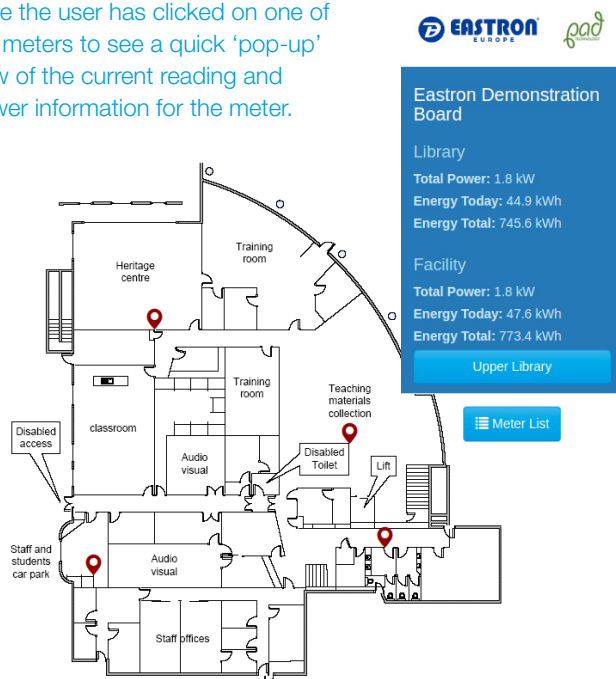 e the user has clicked on one of
meters to see a quick ‘pop-up’
w of the current reading and
wer information for the meter.
EASTRON
EUROPE
pad
Eastron Demonstration
Board
Library
Total Power: 1.8 kW
Energy Today: 44.9 kWh
Energy Total: 745.6 kWh
Facility
Total Power: 1.8 kW
Energy Today: 47.6 kWh
Energy Total: 773.4 kWh
Upper Library
Meter List
Training
room
Heritage
centre
Training
room
Teaching
materials
collection
classroom
Disabled
access
Audio
visual
Disabled
Toilet
Lift
Staff and
students
car park
Audio
visual
Staff offices